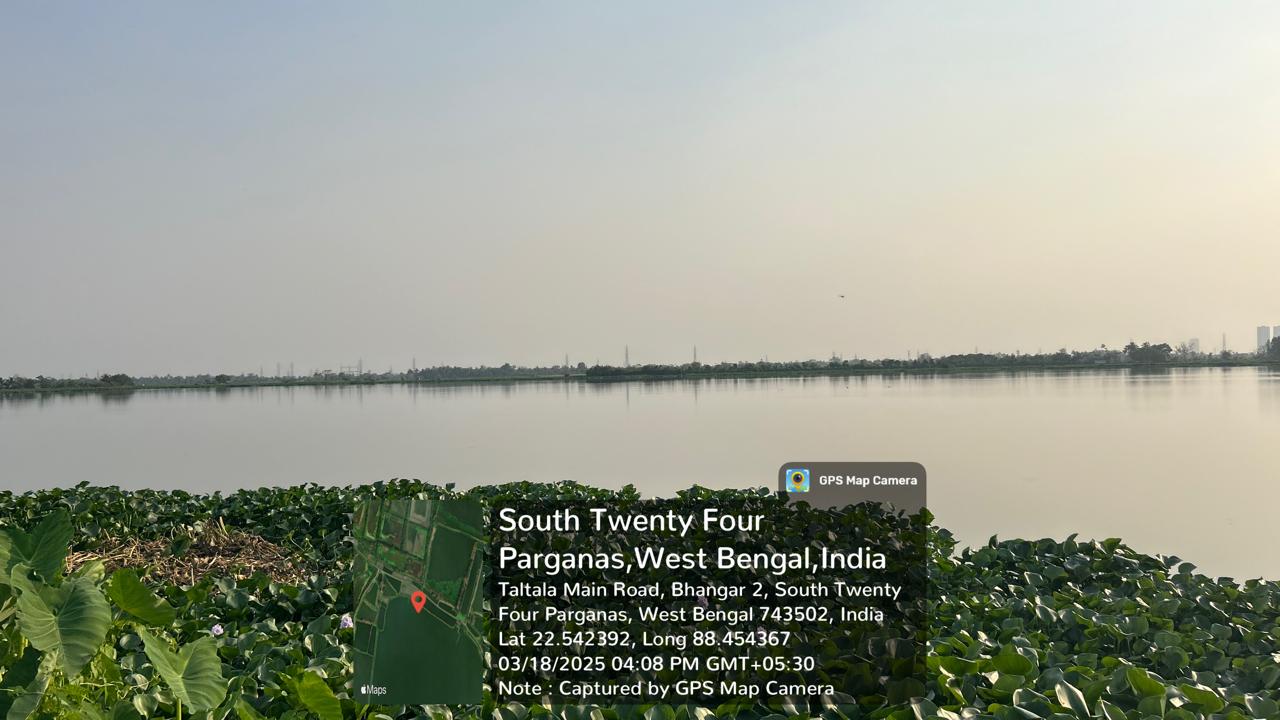 GPS Map Camera
South Twenty Four
Parganas,West Bengal,India
Taltala Main Road, Bhangar 2, South Twenty
Four Parganas, West Bengal 743502, India
Lat 22.542392, Long 88.454367
03/18/2025 04:08 PM GMT+05:30
Note : Captured by GPS Map Camera
Maps